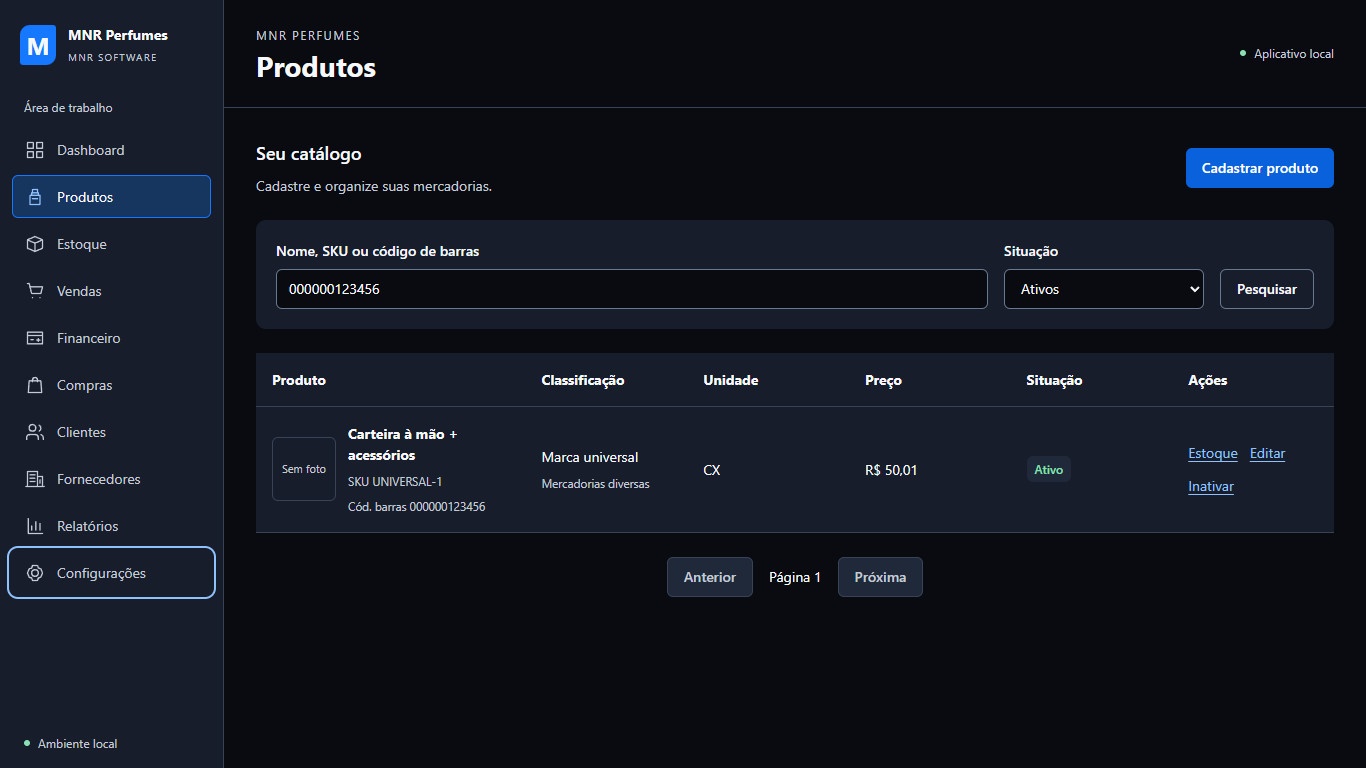 M
MNR Perfumes
MNR SOFTWARE
Área de trabalho
Dashboard
Produtos
Estoque
Vendas
Financeiro
Compras
Clientes
Fornecedores
Relatórios
Configurações
Ambiente local
MNR PERFUMES
Produtos
Aplicativo local
Seu catálogo
Cadastre e organize suas mercadorias.
Cadastrar produto
Nome, SKU ou código de barras
000000123456
Situação
Ativos
Pesquisar
Produto Classificação Unidade Preço Situação Ações
Sem foto
Carteira à mão +
acessórios
SKU UNIVERSAL-1
Cód. barras 000000123456
Marca universal
Mercadorias diversas
CX
R$ 50,01
Ativo
Estoque Editar
Inativar
Anterior Página 1 Próxima